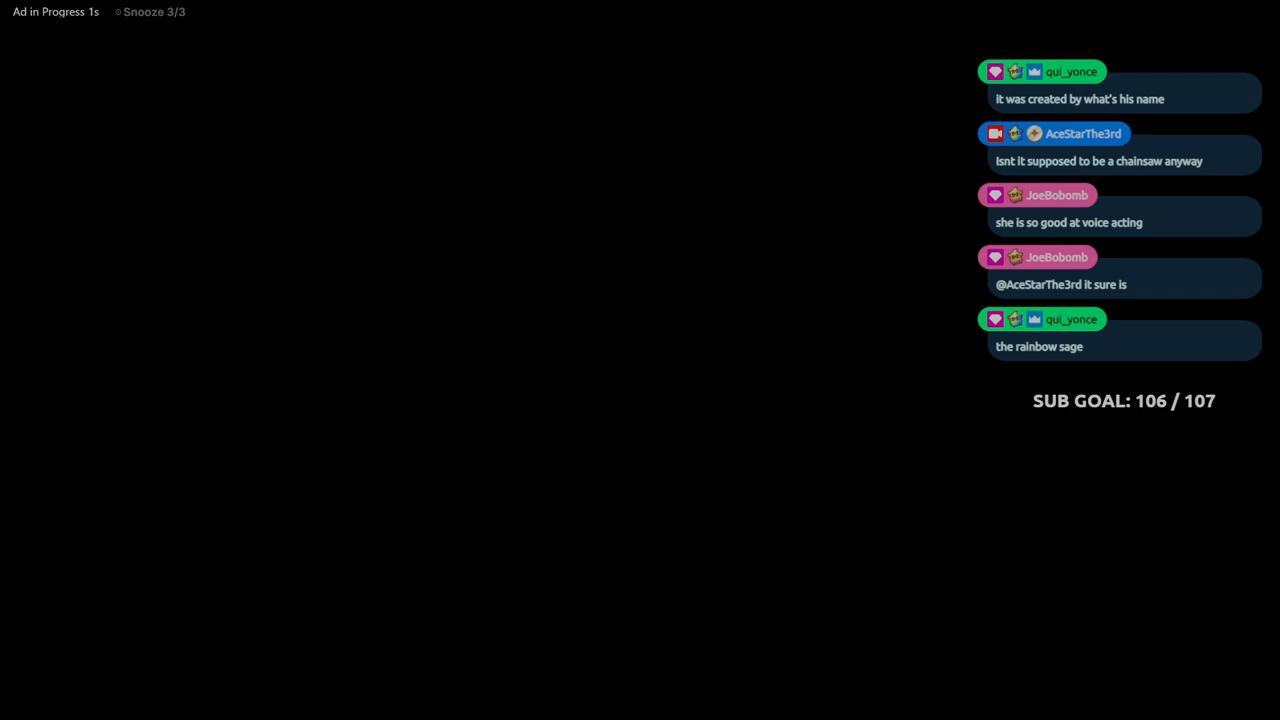 Ad in Progress 1s
Snooze 3/3
qui_yonce
it was created by what's his name
AceStarThe3rd
Isnt it supposed to be a chainsaw anyway
JoeBobomb
she is so good at voice acting
JoeBobomb
@AceStarThe3rd it sure is
qui_yonce
the rainbow sage
SUB GOAL: 106 / 107